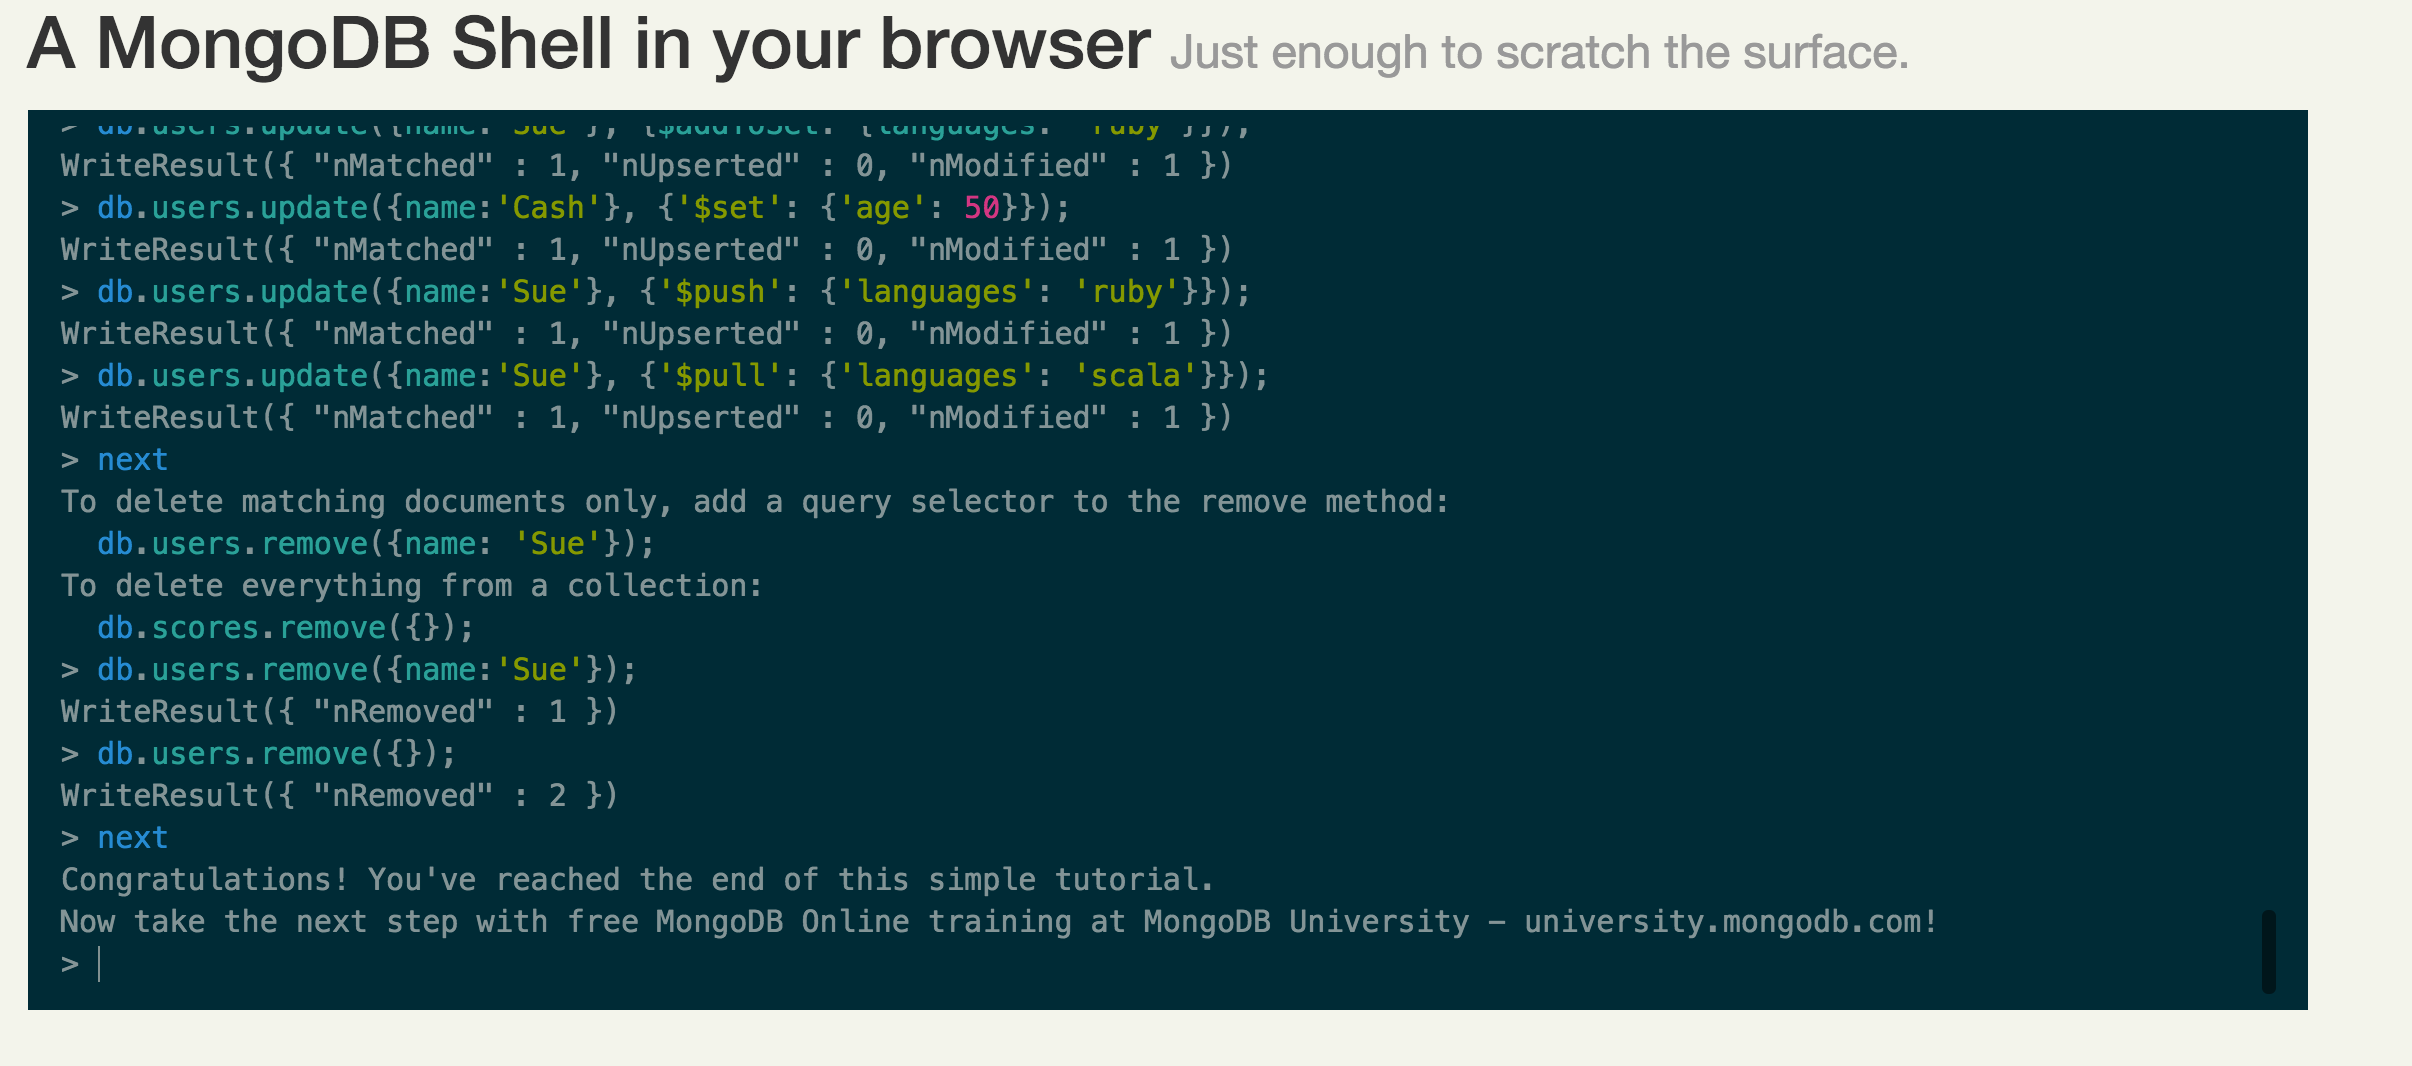 A MongoDB Shell in your browser Just enough to scratch the surface.
> db.users.update({name: 'Sue'}, {$addToSet: {languages: 'ruby'}});
WriteResult({ "nMatched" : 1, "nUpserted" : 0, "nModified" : 1 })
> db.users.update({name:'Cash'}, {'$set': {'age': 50}});
WriteResult({ "nMatched" : 1, "nUpserted" : 0, "nModified" : 1 })
> db.users.update({name:'Sue'}, {'$push': {'languages': 'ruby'}});
WriteResult({ "nMatched" : 1, "nUpserted" : 0, "nModified" : 1 })
> db.users.update({name:'Sue'}, {'$pull': {'languages': 'scala'}});
WriteResult({ "nMatched" : 1, "nUpserted" : 0, "nModified" : 1 })
> next
To delete matching documents only, add a query selector to the remove method:
  db.users.remove({name: 'Sue'});
To delete everything from a collection:
  db.scores.remove({});
> db.users.remove({name:'Sue'});
WriteResult({ "nRemoved" : 1 })
> db.users.remove({});
WriteResult({ "nRemoved" : 2 })
> next
Congratulations! You've reached the end of this simple tutorial.
Now take the next step with free MongoDB Online training at MongoDB University – university.mongodb.com!
>